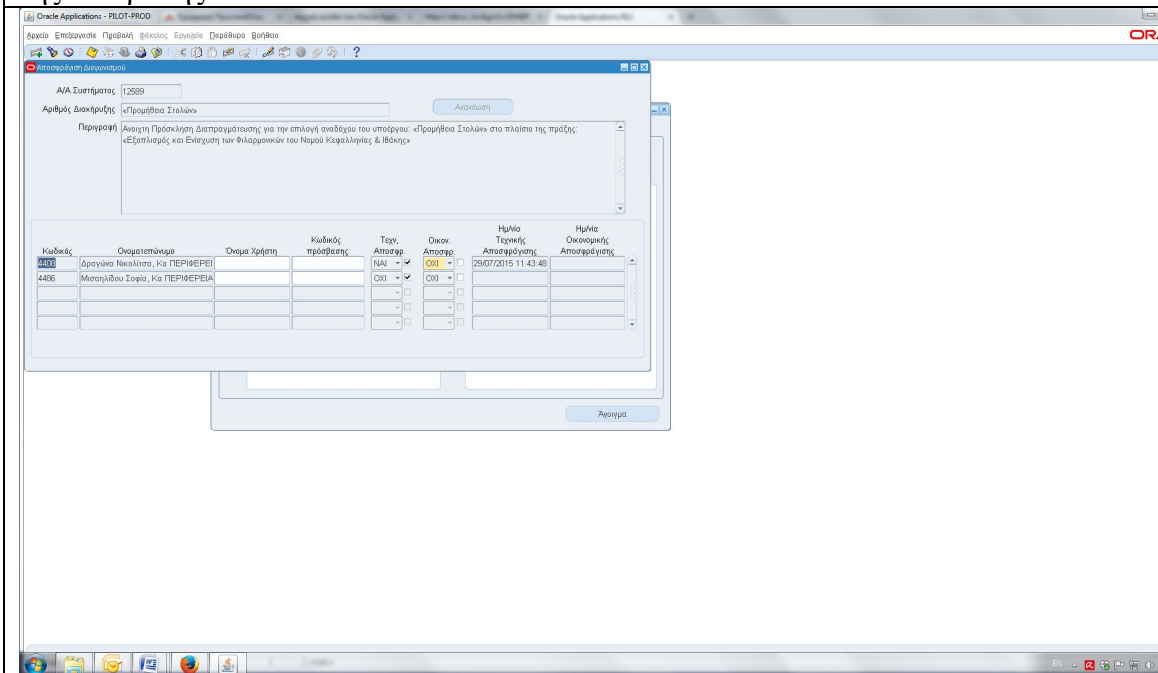 Oracle Applications - PILOT-PROD
Αρχείο Επεξεργασία Προβολή Φάκελος Εργαλεία Παράθυρο Βοήθεια
ORA
Αποσφράγιση Διαγωνισμού
Α/Α Συστήματος 12589
Αριθμός Διακήρυξης «Προμήθεια Στολών»
Ανανέωση
Περιγραφή Ανοιχτη Πρόσκληση Διαπραγμάτευσης για την επιλογή αναδόχου του υποέργου: «Προμήθεια Στολών» στο πλαίσιο της πράξης:
«Εξοπλισμός και Ενίσχυση των Φιλαρμονικών του Νομού Κεφαλληνίας & Ιθάκης»
Κωδικός Ονοματεπώνυμο Όνομα Χρήστη Κωδικός πρόσβασης Τεχν. Αποσφρ. Οικον. Αποσφρ. Ημ/νία Τεχνικής Αποσφράγισης Ημ/νία Οικονομικής Αποσφράγισης
4408 Δραγώνα Νικολίτσα, Κα ΠΕΡΙΦΕΡΕΙ ΝΑΙ ΟΧΙ 29/07/2015 11:43:48
4486 Μισαηλίδου Σοφία, Κα ΠΕΡΙΦΕΡΕΙΑ ΟΧΙ ΟΧΙ
Άνοιγμα
EN